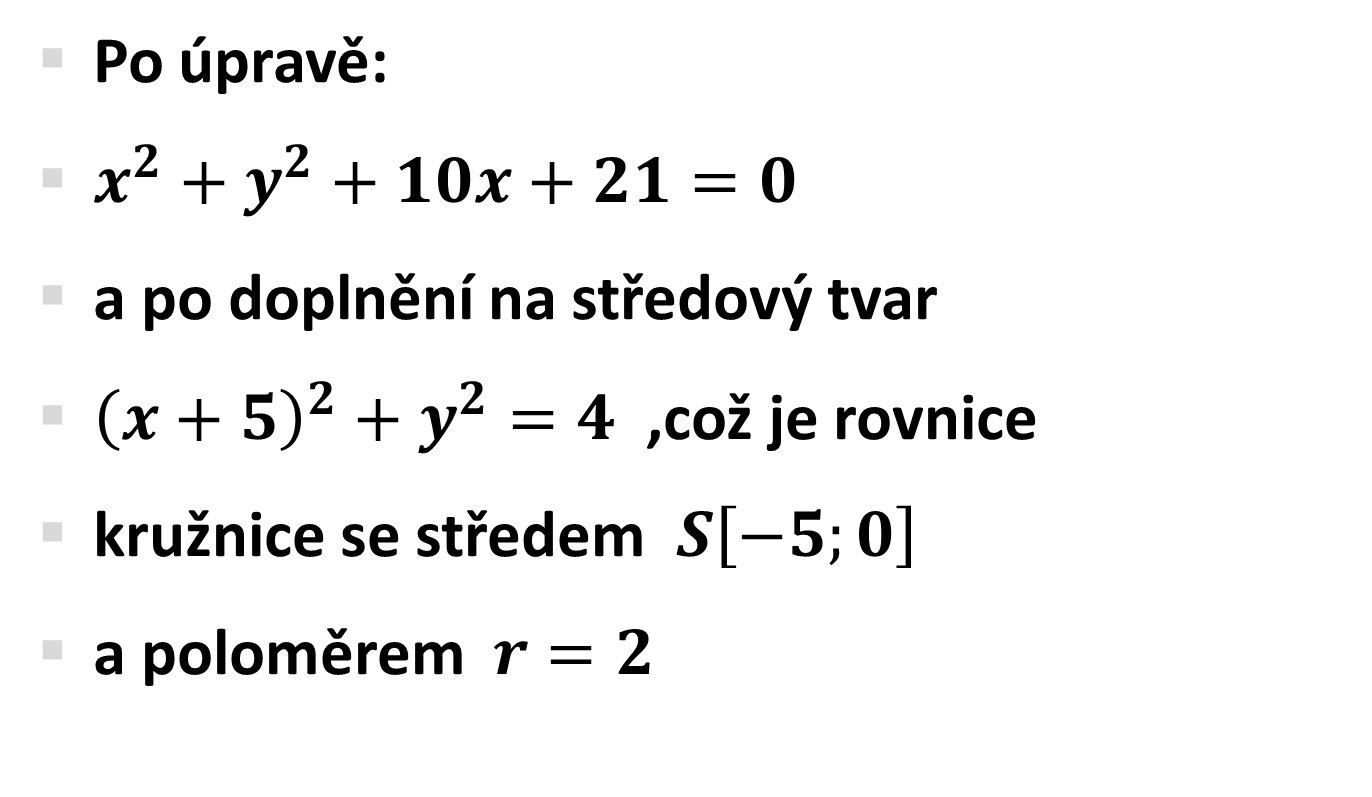 ▪ Po úpravě:
▪ x² + y² + 10x + 21 = 0
▪ a po doplnění na středový tvar
▪ (x + 5)² + y² = 4 ,což je rovnice
▪ kružnice se středem S[−5; 0]
▪ a poloměrem r = 2